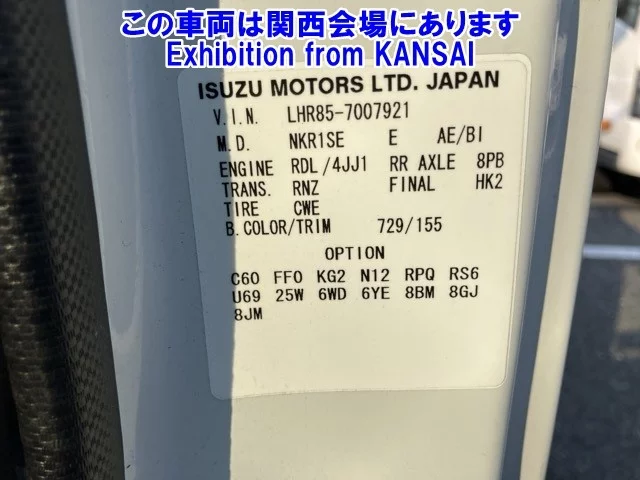 この車両は関西会場にあります
Exhibition from KANSAI
ISUZU MOTORS LTD. JAPAN
V.I.N. LHR85-7007921
M.D. NKR1SE E AE/BI
ENGINE RDL/4JJ1 RR AXLE 8PB
TRANS. RNZ FINAL HK2
TIRE CWE
B.COLOR/TRIM 729/155
OPTION
C60 FF0 KG2 N12 RPQ RS6
U69 25W 6WD 6YE 8BM 8GJ
8JM